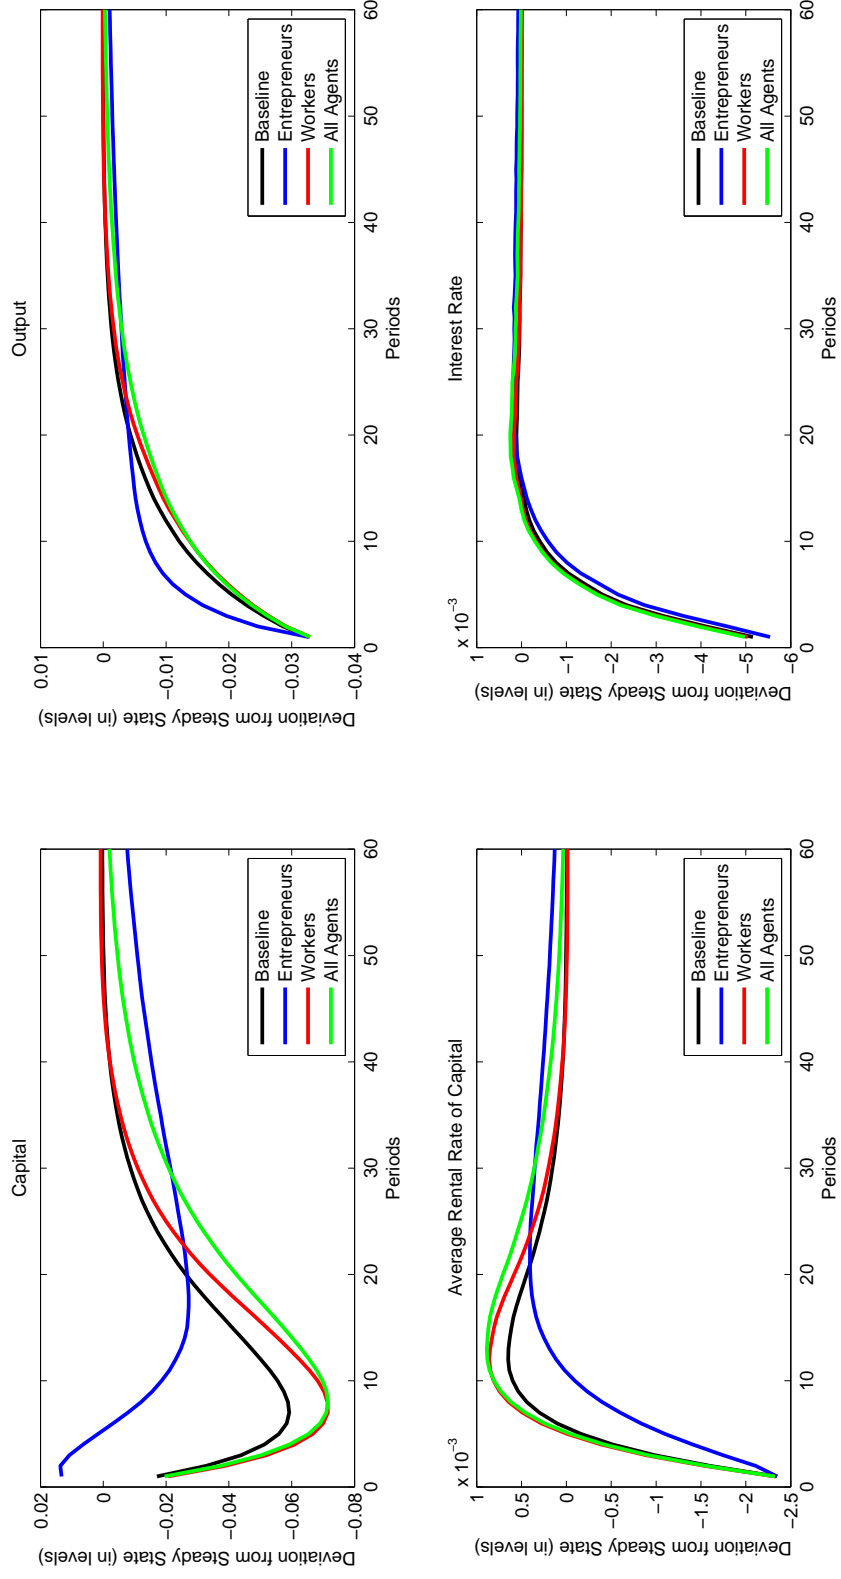 Capital
0.02
0
−0.02
−0.04
−0.06
−0.08
Deviation from Steady State (in levels)
0
10
20
30
40
50
60
Periods
Baseline
Entrepreneurs
Workers
All Agents
Output
0.01
0
−0.01
−0.02
−0.03
−0.04
Deviation from Steady State (in levels)
0
10
20
30
40
50
60
Periods
Baseline
Entrepreneurs
Workers
All Agents
Average Rental Rate of Capital
x 10⁻³
1
0.5
0
−0.5
−1
−1.5
−2
−2.5
Deviation from Steady State (in levels)
0
10
20
30
40
50
60
Periods
Baseline
Entrepreneurs
Workers
All Agents
Interest Rate
x 10⁻³
1
0
−1
−2
−3
−4
−5
−6
Deviation from Steady State (in levels)
0
10
20
30
40
50
60
Periods
Baseline
Entrepreneurs
Workers
All Agents